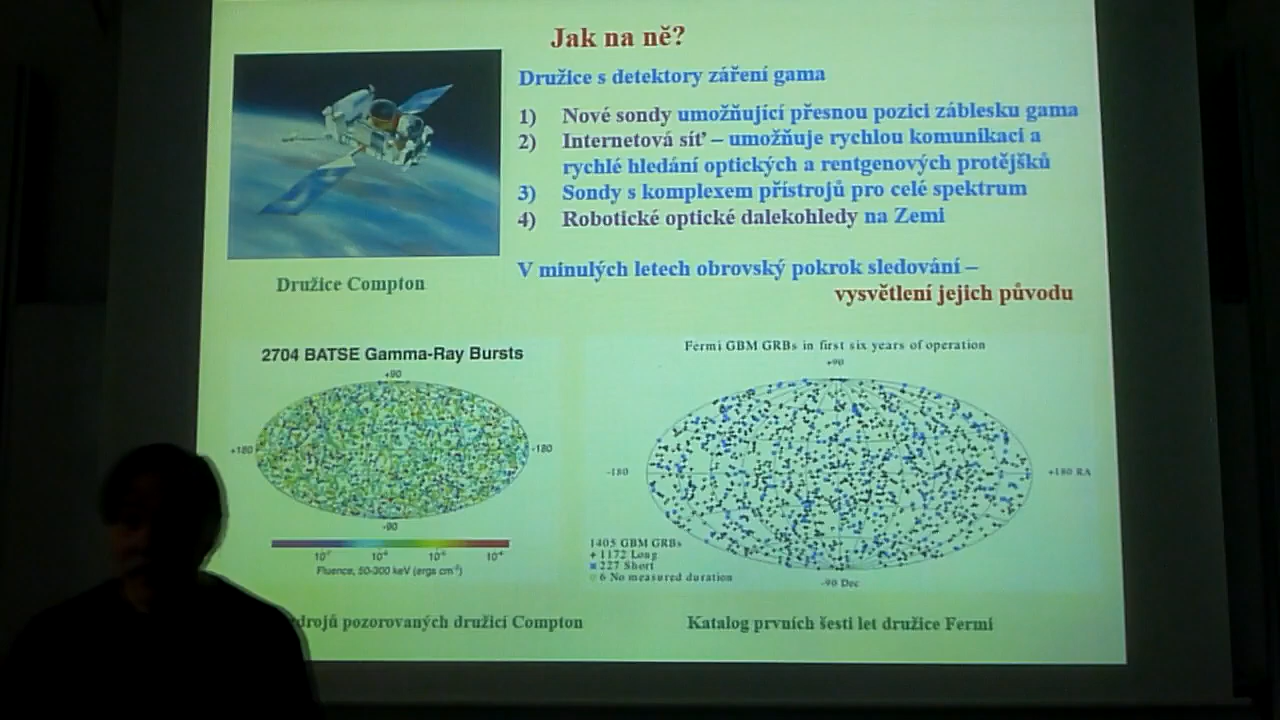 Jak na ně?
Družice s detektory záření gama
1) Nové sondy umožňující přesnou pozici záblesku gama
2) Internetová síť – umožňuje rychlou komunikaci a
rychlé hledání optických a rentgenových protějšků
3) Sondy s komplexem přístrojů pro celé spektrum
4) Robotické optické dalekohledy na Zemi
V minulých letech obrovský pokrok sledování –
vysvětlení jejich původu
Družice Compton
2704 BATSE Gamma-Ray Bursts
+90
+180
-180
-90
Fluence, 50-300 keV (ergs cm-2)
Fermi GBM GRBs in first six years of operation
+90
-180
+180 RA
-90 Dec
1405 GBM GRBs
+ 1172 Long
227 Short
6 No measured duration
pozorovaných družicí Compton
Katalog prvních šesti let družice Fermi